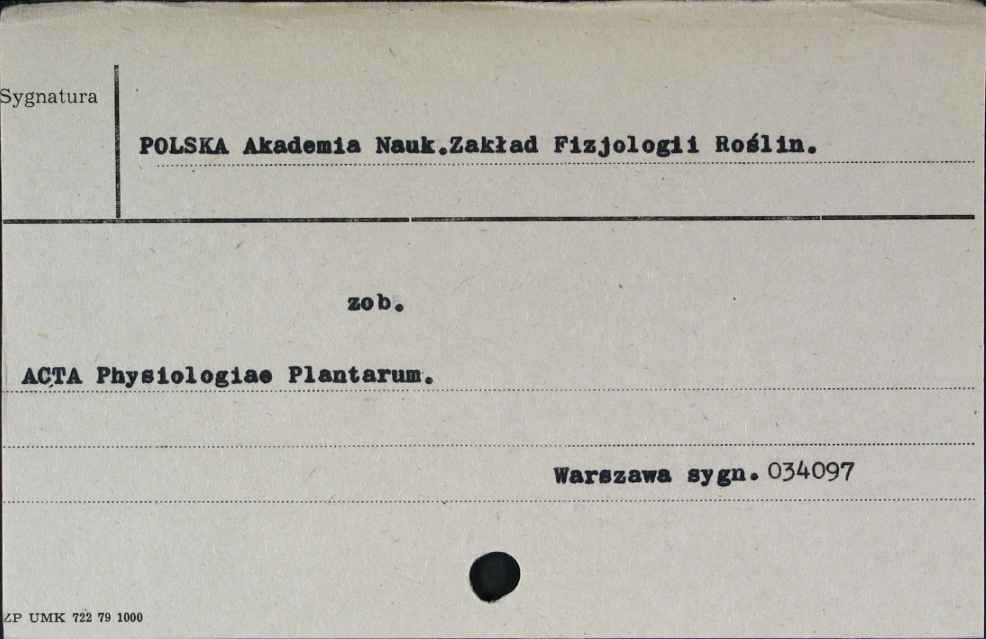 Sygnatura
POLSKA Akademia Nauk.Zakład Fizjologii Roślin.
zob.
ACTA Physiologiae Plantarum.
Warszawa sygn. 034097
ZP UMK 722 79 1000